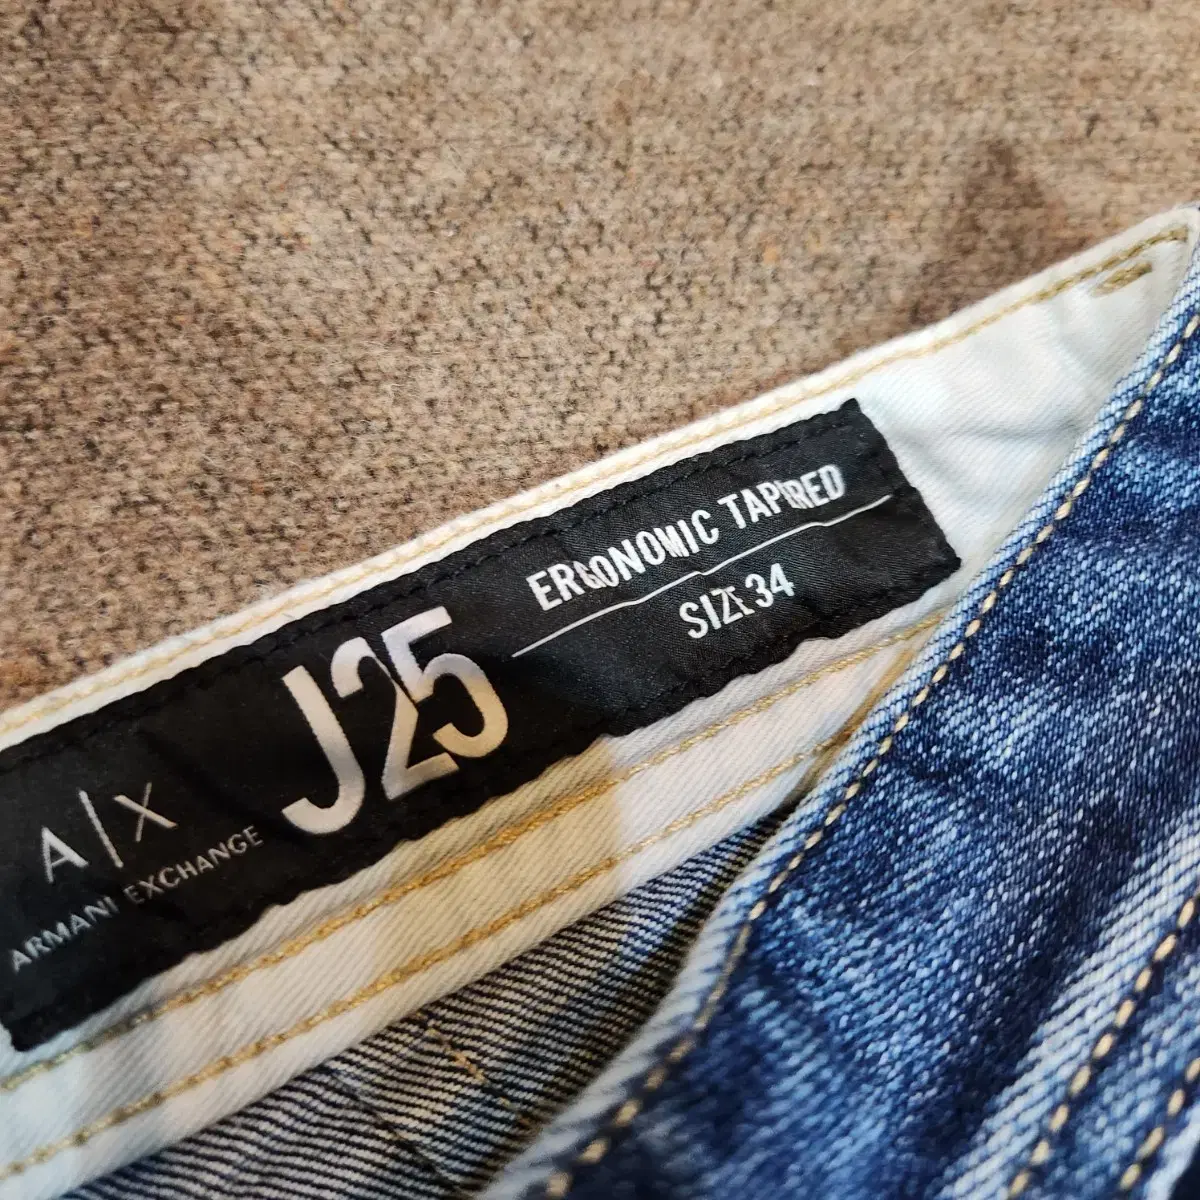 A|X
ARMANI EXCHANGE
J25
ERGONOMIC TAPERED
SIZE 34